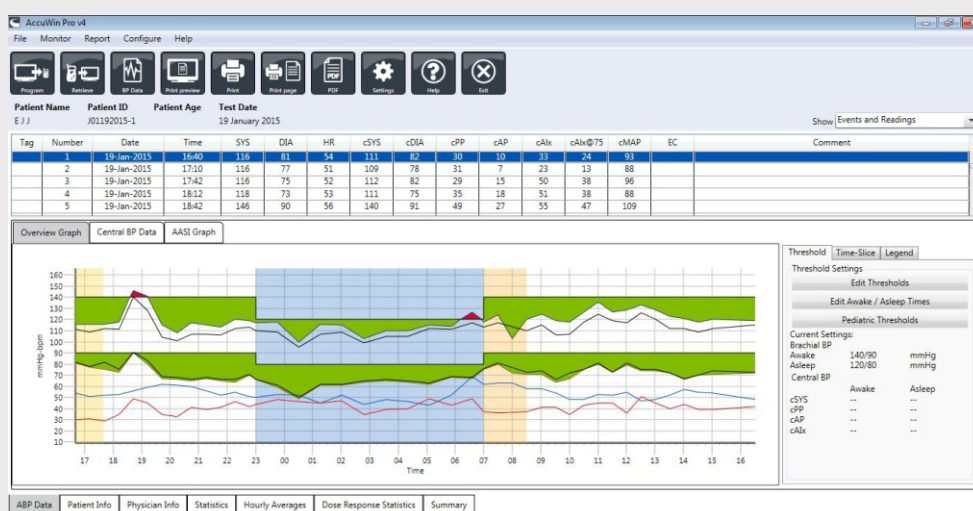 AccuWin Pro v4
File Monitor Report Configure Help
Program Retrieve BP Data Print preview Print Print page PDF Settings Help Exit
Patient Name Patient ID Patient Age Test Date
E J J J01192015-1 19 January 2015 Show Events and Readings
Tag Number Date Time SYS DIA HR cSYS cDIA cPP cAP cAIx cAIx@75 cMAP EC Comment
1 19-Jan-2015 16:40 116 81 54 111 82 30 10 33 24 93
2 19-Jan-2015 17:10 116 77 51 109 78 31 7 23 13 88
3 19-Jan-2015 17:42 116 75 52 112 82 29 15 50 38 96
4 19-Jan-2015 18:12 118 73 53 111 75 35 18 51 38 88
5 19-Jan-2015 18:42 146 90 56 140 91 49 27 55 47 109
Overview Graph Central BP Data AASI Graph
Threshold Time-Slice Legend
Threshold Settings
Edit Thresholds
Edit Awake / Asleep Times
Pediatric Thresholds
Current Settings:
Brachial BP
Awake 140/90 mmHg
Asleep 120/80 mmHg
Central BP
Awake Asleep
cSYS -- --
cPP -- --
cAP -- --
cAIx -- --
mmHg-bpm
160
150
140
130
120
110
100
90
80
70
60
50
40
30
20
10
17 18 19 20 21 22 23 00 01 02 03 04 05 06 07 08 09 10 11 12 13 14 15 16
Time
ABP Data Patient Info Physician Info Statistics Hourly Averages Dose Response Statistics Summary